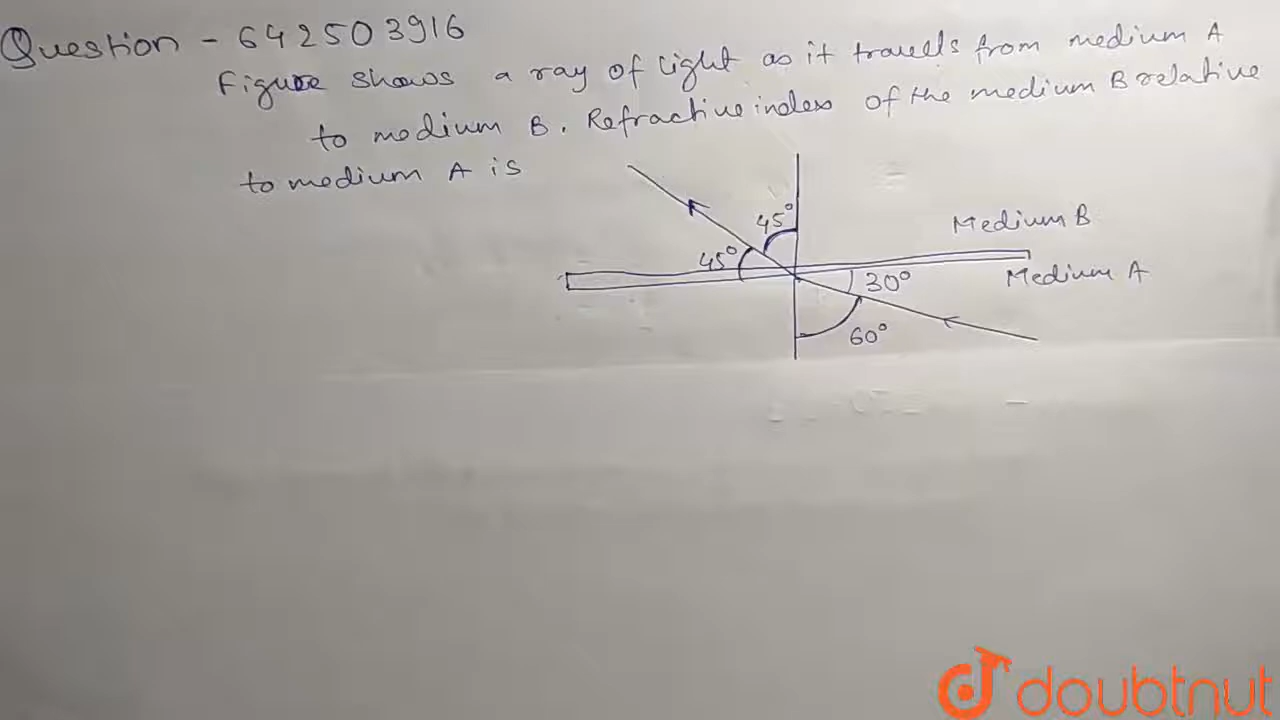 Question - 642503916
Figure shows a ray of light as it travels from medium A
to medium B. Refractive index of the medium B relative
to medium A is
45°
Medium B
45°
Medium A
30°
60°
doubtnut